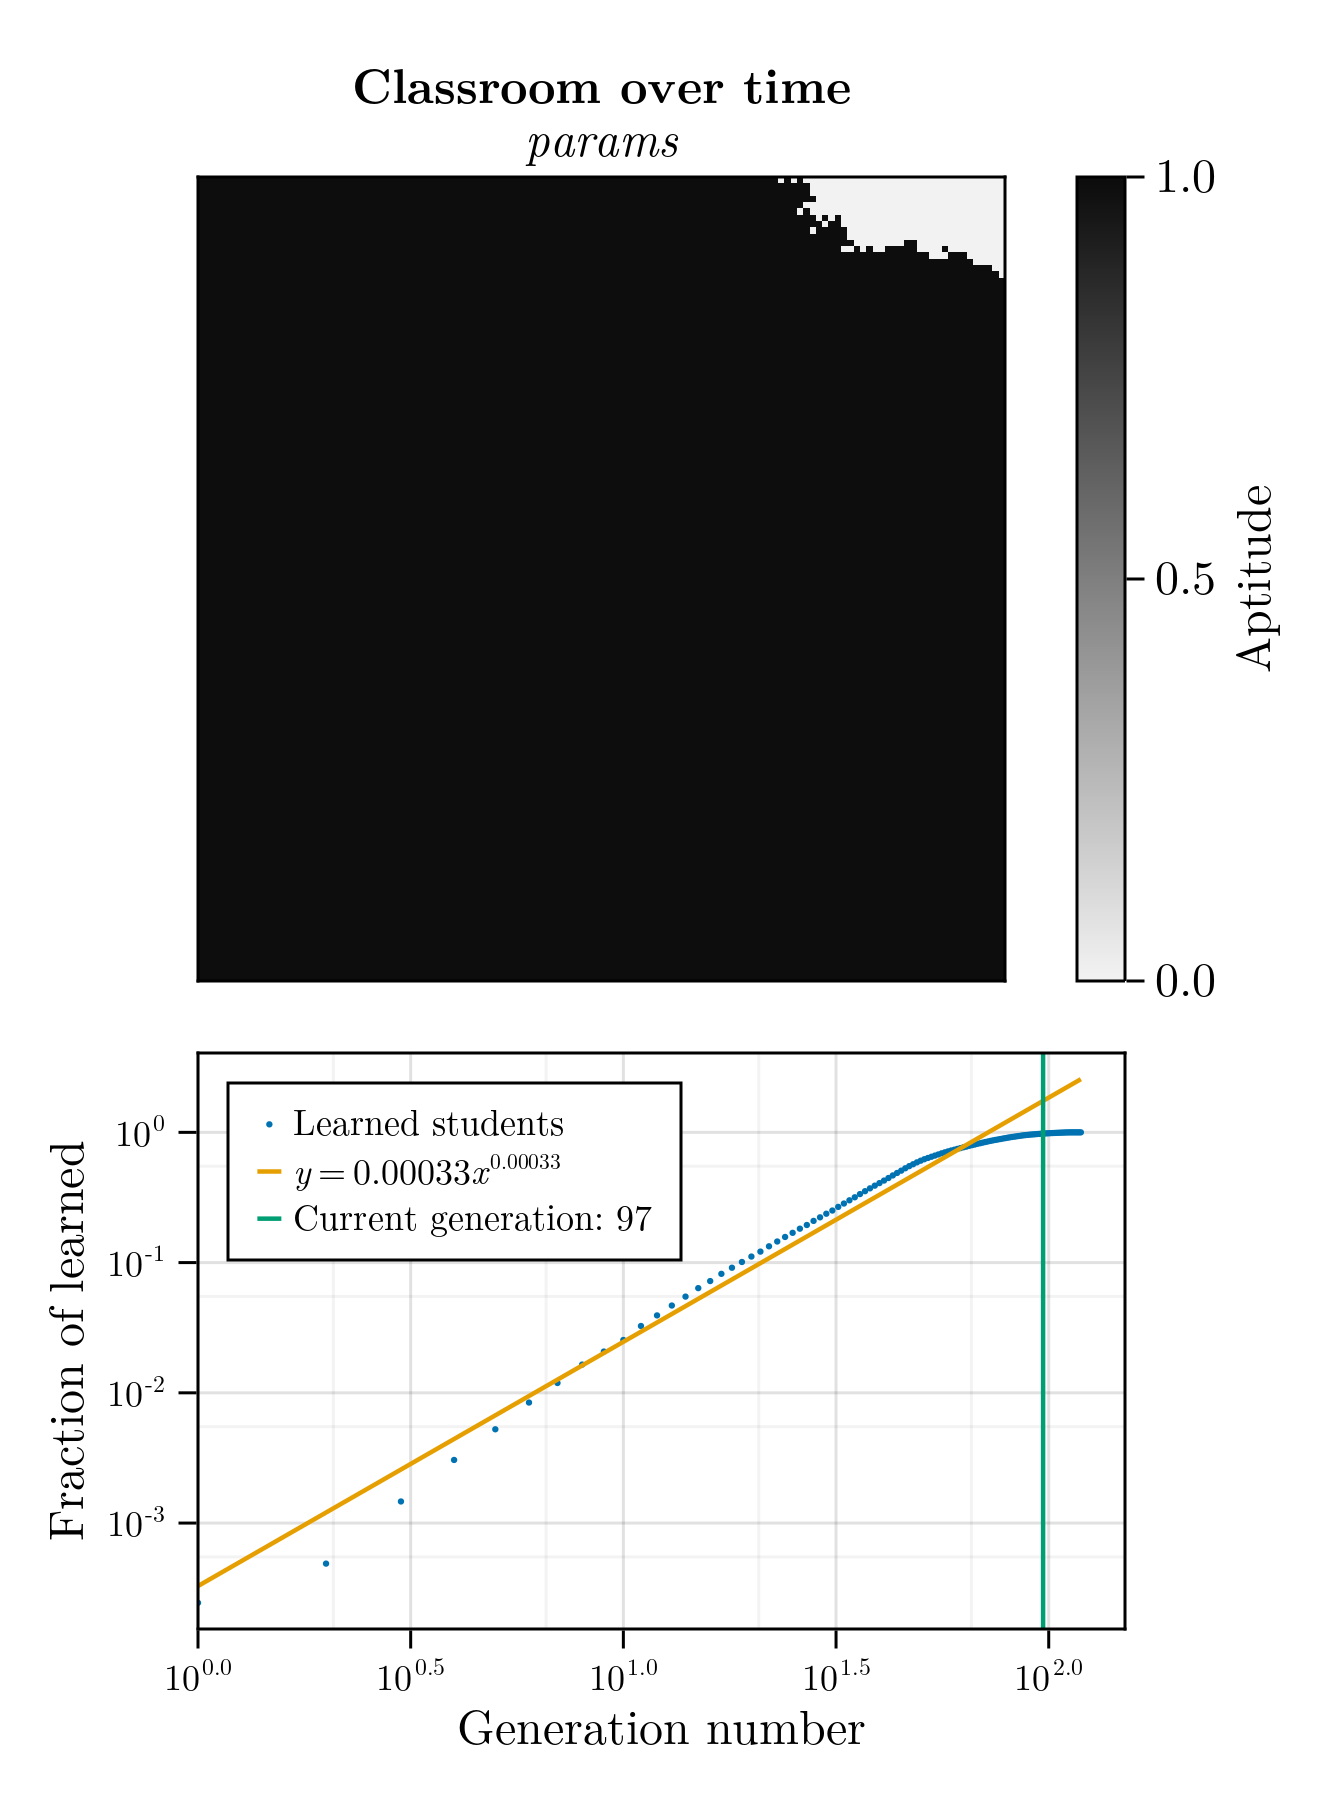 Classroom over time
params
1.0
0.5
0.0
Aptitude
Learned students
y = 0.00033x^0.00033
Current generation: 97
10^0
10^-1
10^-2
10^-3
Fraction of learned
10^0.0 10^0.5 10^1.0 10^1.5 10^2.0
Generation number